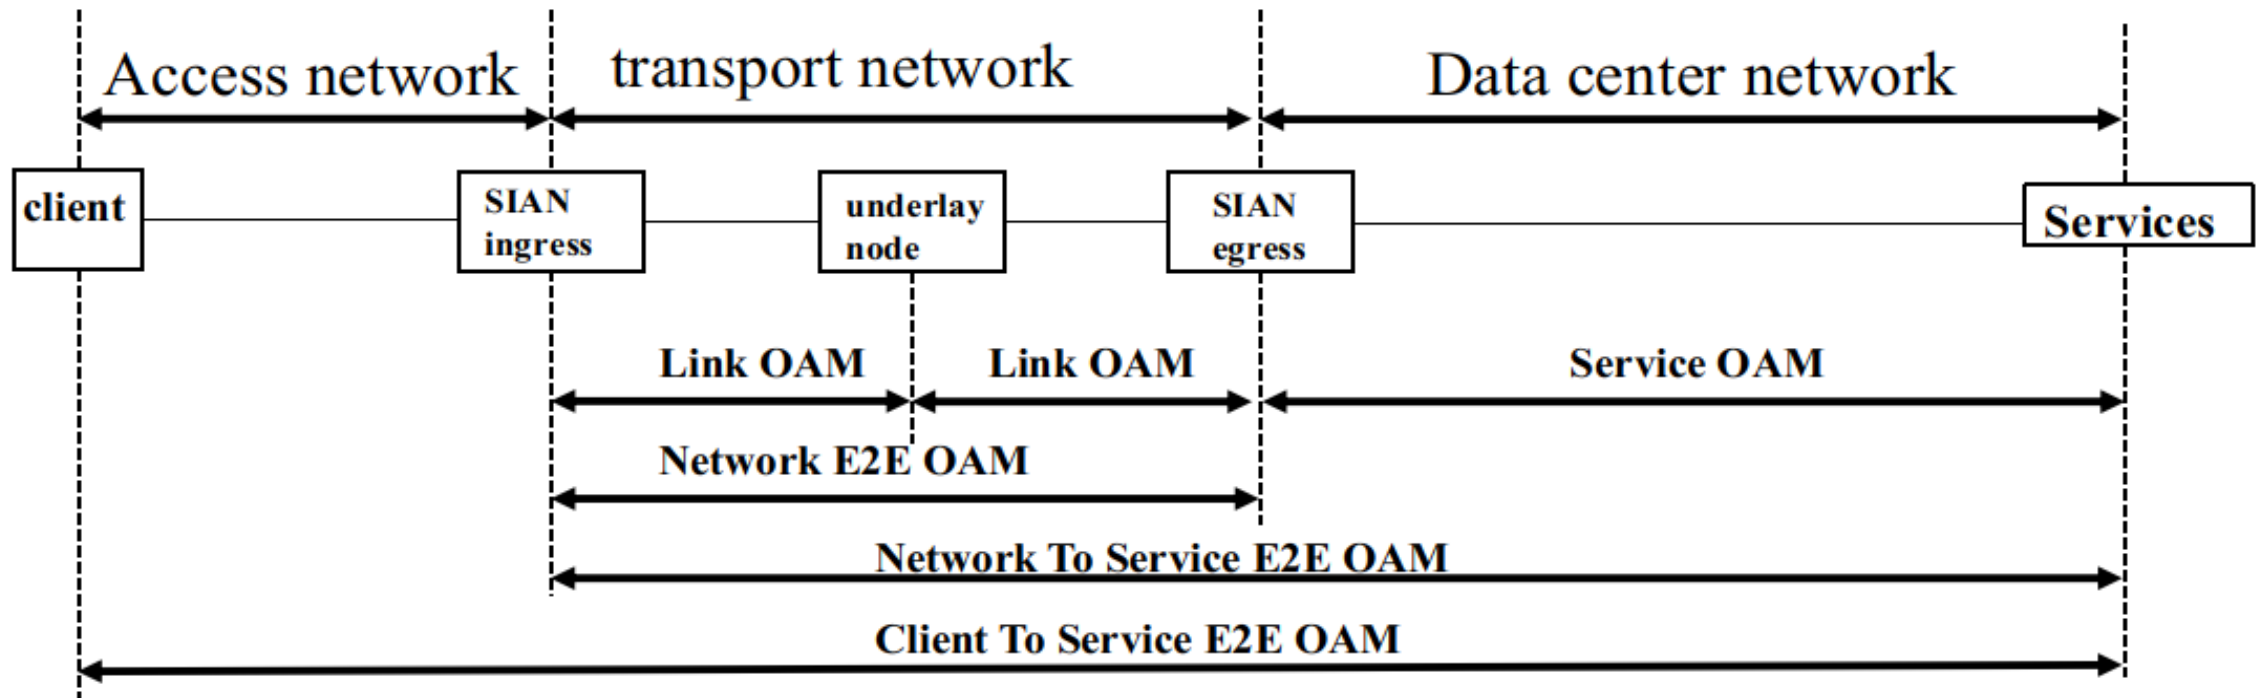 Access network
transport network
Data center network
client
SIAN
ingress
underlay
node
SIAN
egress
Services
Link OAM
Link OAM
Service OAM
Network E2E OAM
Network To Service E2E OAM
Client To Service E2E OAM